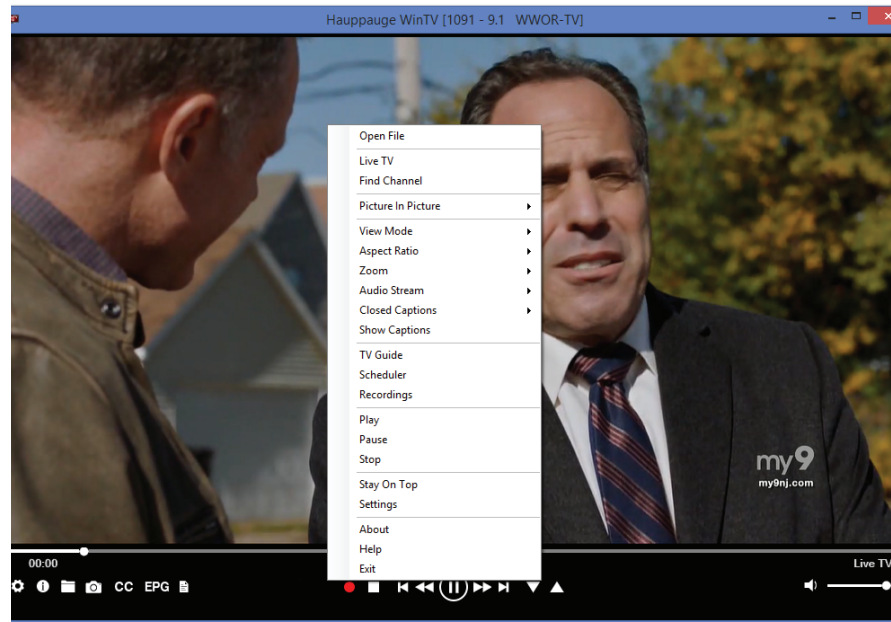 Hauppauge WinTV [1091 - 9.1 WWOR-TV]
Open File
Live TV
Find Channel
Picture In Picture
View Mode
Aspect Ratio
Zoom
Audio Stream
Closed Captions
Show Captions
TV Guide
Scheduler
Recordings
Play
Pause
Stop
Stay On Top
Settings
About
Help
Exit
my9
my9nj.com
00:00
Live TV
CC EPG